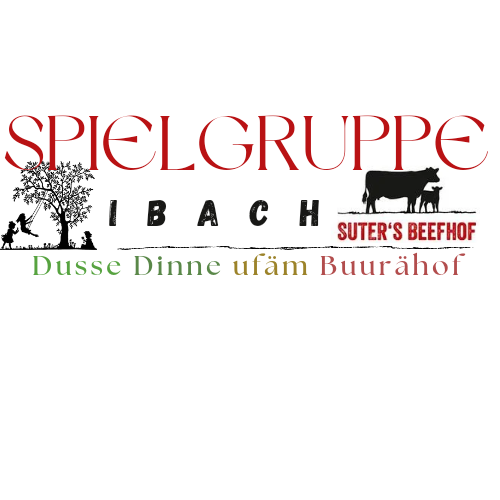 SPIELGRUPPE
IBACH
SUTER'S BEEFHOF
Dusse Dinne ufäm Buurähof